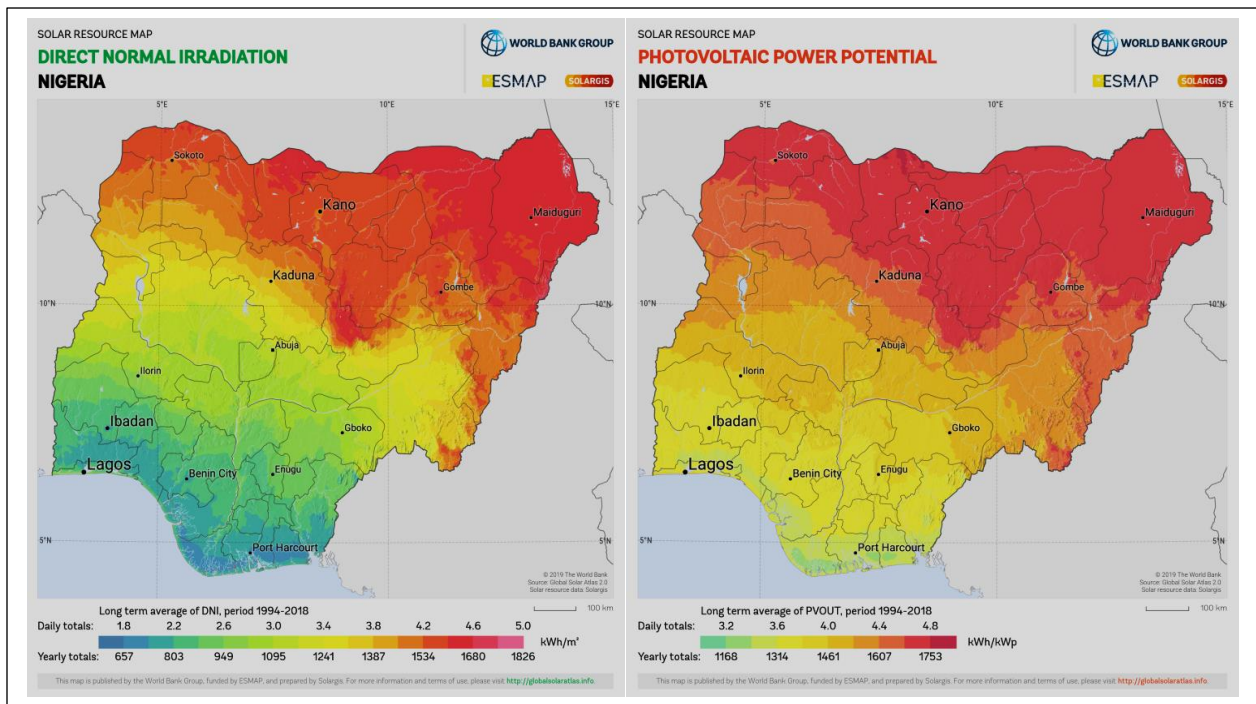 SOLAR RESOURCE MAP
DIRECT NORMAL IRRADIATION
NIGERIA
WORLD BANK GROUP
ESMAP
SOLARGIS
5°E
10°E
15°E
Sokoto
Kano
Maiduguri
Kaduna
Gombe
10°N
10°N
Abuja
Ilorin
Ibadan
Gboko
Lagos
Benin City
Enugu
5°N
5°N
Port Harcourt
© 2019 The World Bank
Source: Global Solar Atlas 2.0
Solar resource data: Solargis
Long term average of DNI, period 1994-2018
100 km
Daily totals: 1.8 2.2 2.6 3.0 3.4 3.8 4.2 4.6 5.0
kWh/m²
Yearly totals: 657 803 949 1095 1241 1387 1534 1680 1826
This map is published by the World Bank Group, funded by ESMAP, and prepared by Solargis. For more information and terms of use, please visit http://globalsolaratlas.info.
SOLAR RESOURCE MAP
PHOTOVOLTAIC POWER POTENTIAL
NIGERIA
WORLD BANK GROUP
ESMAP
SOLARGIS
5°E
10°E
15°E
Sokoto
Kano
Maiduguri
Kaduna
Gombe
10°N
10°N
Abuja
Ilorin
Ibadan
Gboko
Lagos
Benin City
Enugu
5°N
5°N
Port Harcourt
© 2019 The World Bank
Source: Global Solar Atlas 2.0
Solar resource data: Solargis
Long term average of PVOUT, period 1994-2018
100 km
Daily totals: 3.2 3.6 4.0 4.4 4.8
kWh/kWp
Yearly totals: 1168 1314 1461 1607 1753
This map is published by the World Bank Group, funded by ESMAP, and prepared by Solargis. For more information and terms of use, please visit http://globalsolaratlas.info.